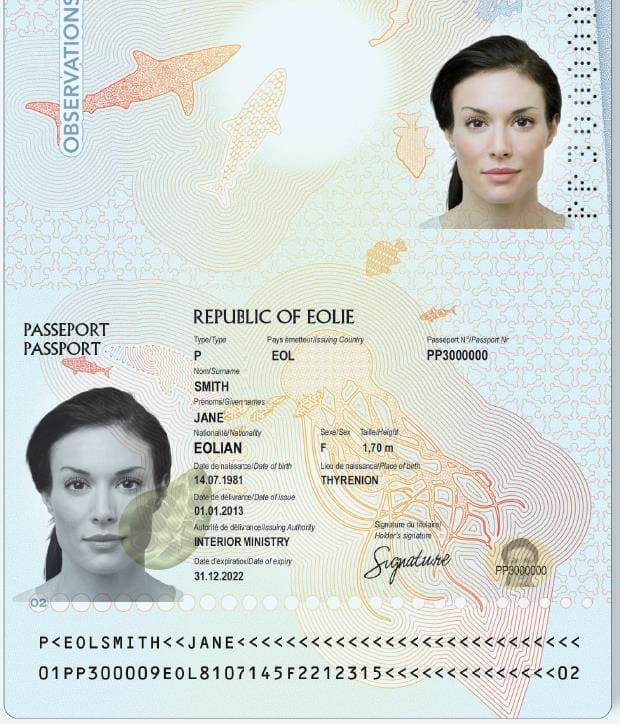 OBSERVATIONS
PASSEPORT
PASSPORT
REPUBLIC OF EOLIE
Type/Type Pays émetteur/Issuing Country Passeport N°/Passport Nr
P EOL PP3000000
Nom/Surname
SMITH
Prénoms/Given names
JANE
Nationalité/Nationality Sexe/Sex Taille/Height
EOLIAN F 1,70 m
Date de naissance/Date of birth Lieu de naissance/Place of birth
14.07.1981 THYRENION
Date de délivrance/Date of issue
01.01.2013
Autorité de délivrance/Issuing Authority Signature du titulaire/
INTERIOR MINISTRY Holder's signature
Date d'expiration/Date of expiry Signature
31.12.2022 PP3000000
02
P<EOLSMITH<<JANE<<<<<<<<<<<<<<<<<<<<<<<<<<<<
01PP300009EOL8107145F2212315<<<<<<<<<<<<<<02